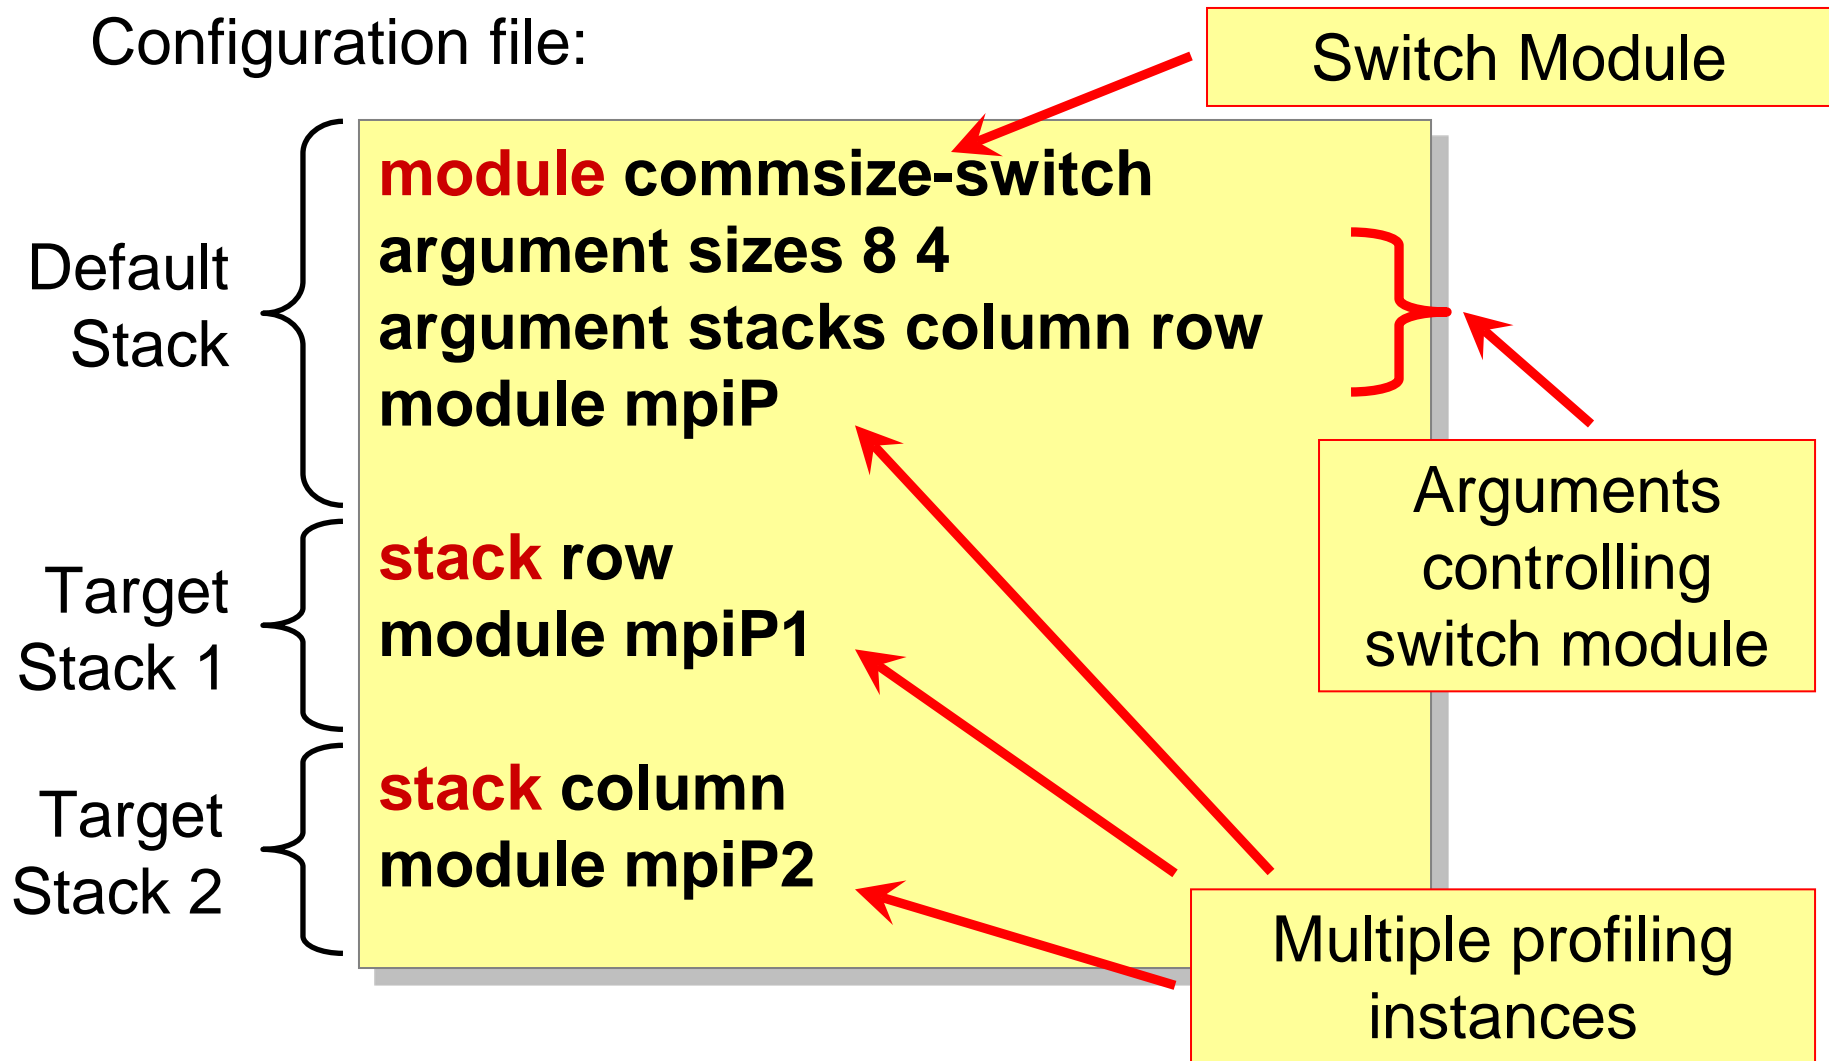 Configuration file:
Switch Module
Default
Stack
module commsize-switch
argument sizes 8 4
argument stacks column row
module mpiP
Arguments
controlling
switch module
Target
Stack 1
stack row
module mpiP1
Target
Stack 2
stack column
module mpiP2
Multiple profiling
instances